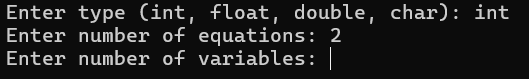 Enter type (int, float, double, char): int
Enter number of equations: 2
Enter number of variables: